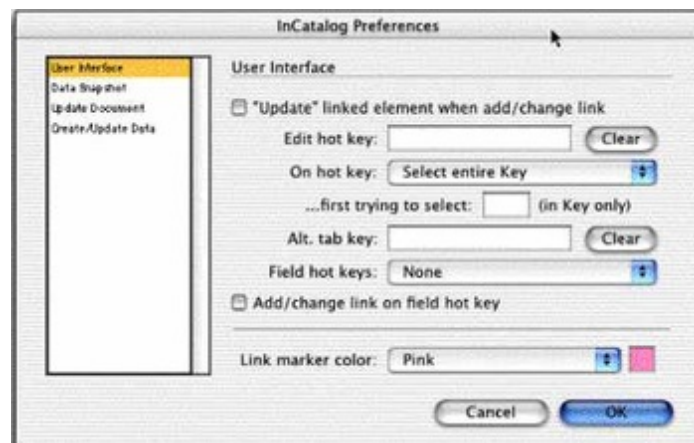 InCatalog Preferences
User Interface
Data Snapshot
Update Document
Create/Update Data
User Interface
"Update" linked element when add/change link
Edit hot key: Clear
On hot key: Select entire Key
...first trying to select: (in Key only)
Alt. tab key: Clear
Field hot keys: None
Add/change link on field hot key
Link marker color: Pink
Cancel OK